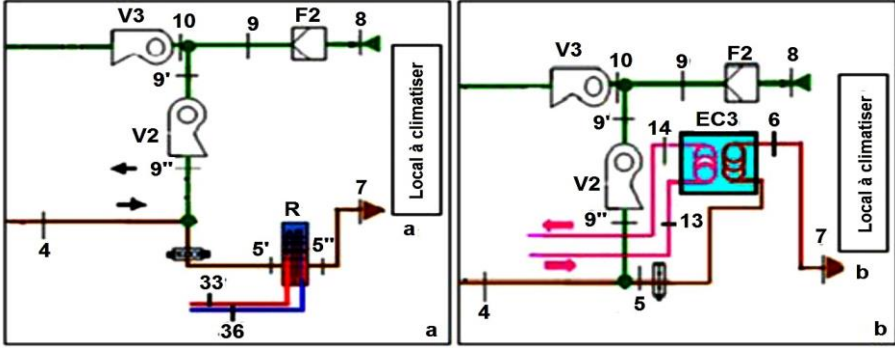 V3 10 9 F2 8
9'
V2
9"
4
R
5' 5"
7
33
36
Local à climatiser
a
a
V3 10 9 F2 8
9'
14 EC3 6
V2
9" 13
4 5
7
Local à climatiser
b
b